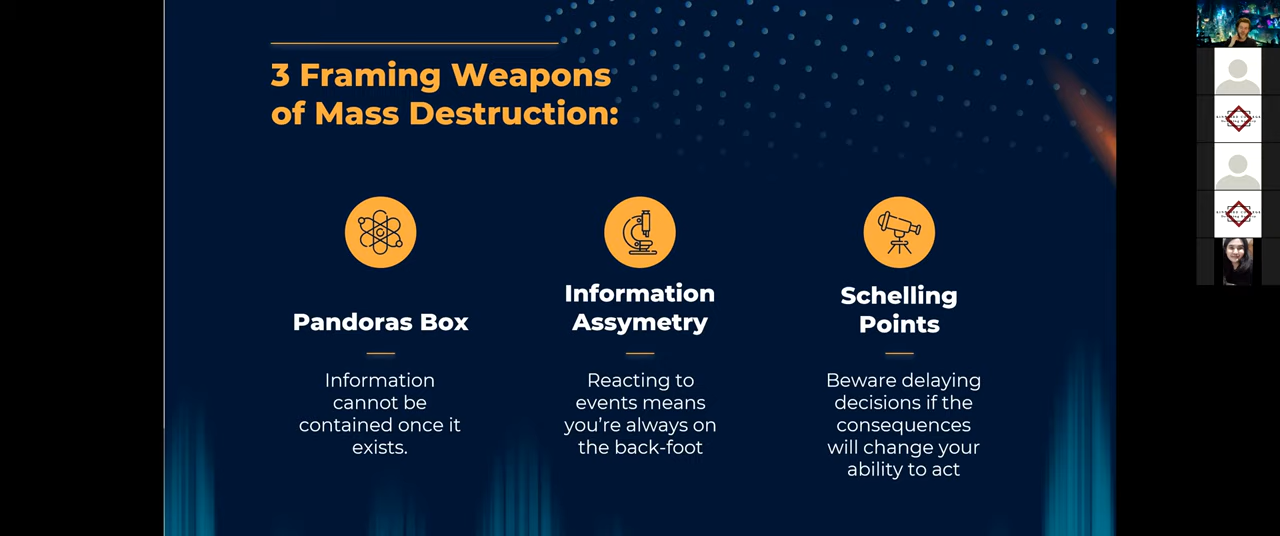 3 Framing Weapons
of Mass Destruction:
Pandoras Box
Information
cannot be
contained once it
exists.
Information
Assymetry
Reacting to
events means
you're always on
the back-foot
Schelling
Points
Beware delaying
decisions if the
consequences
will change your
ability to act